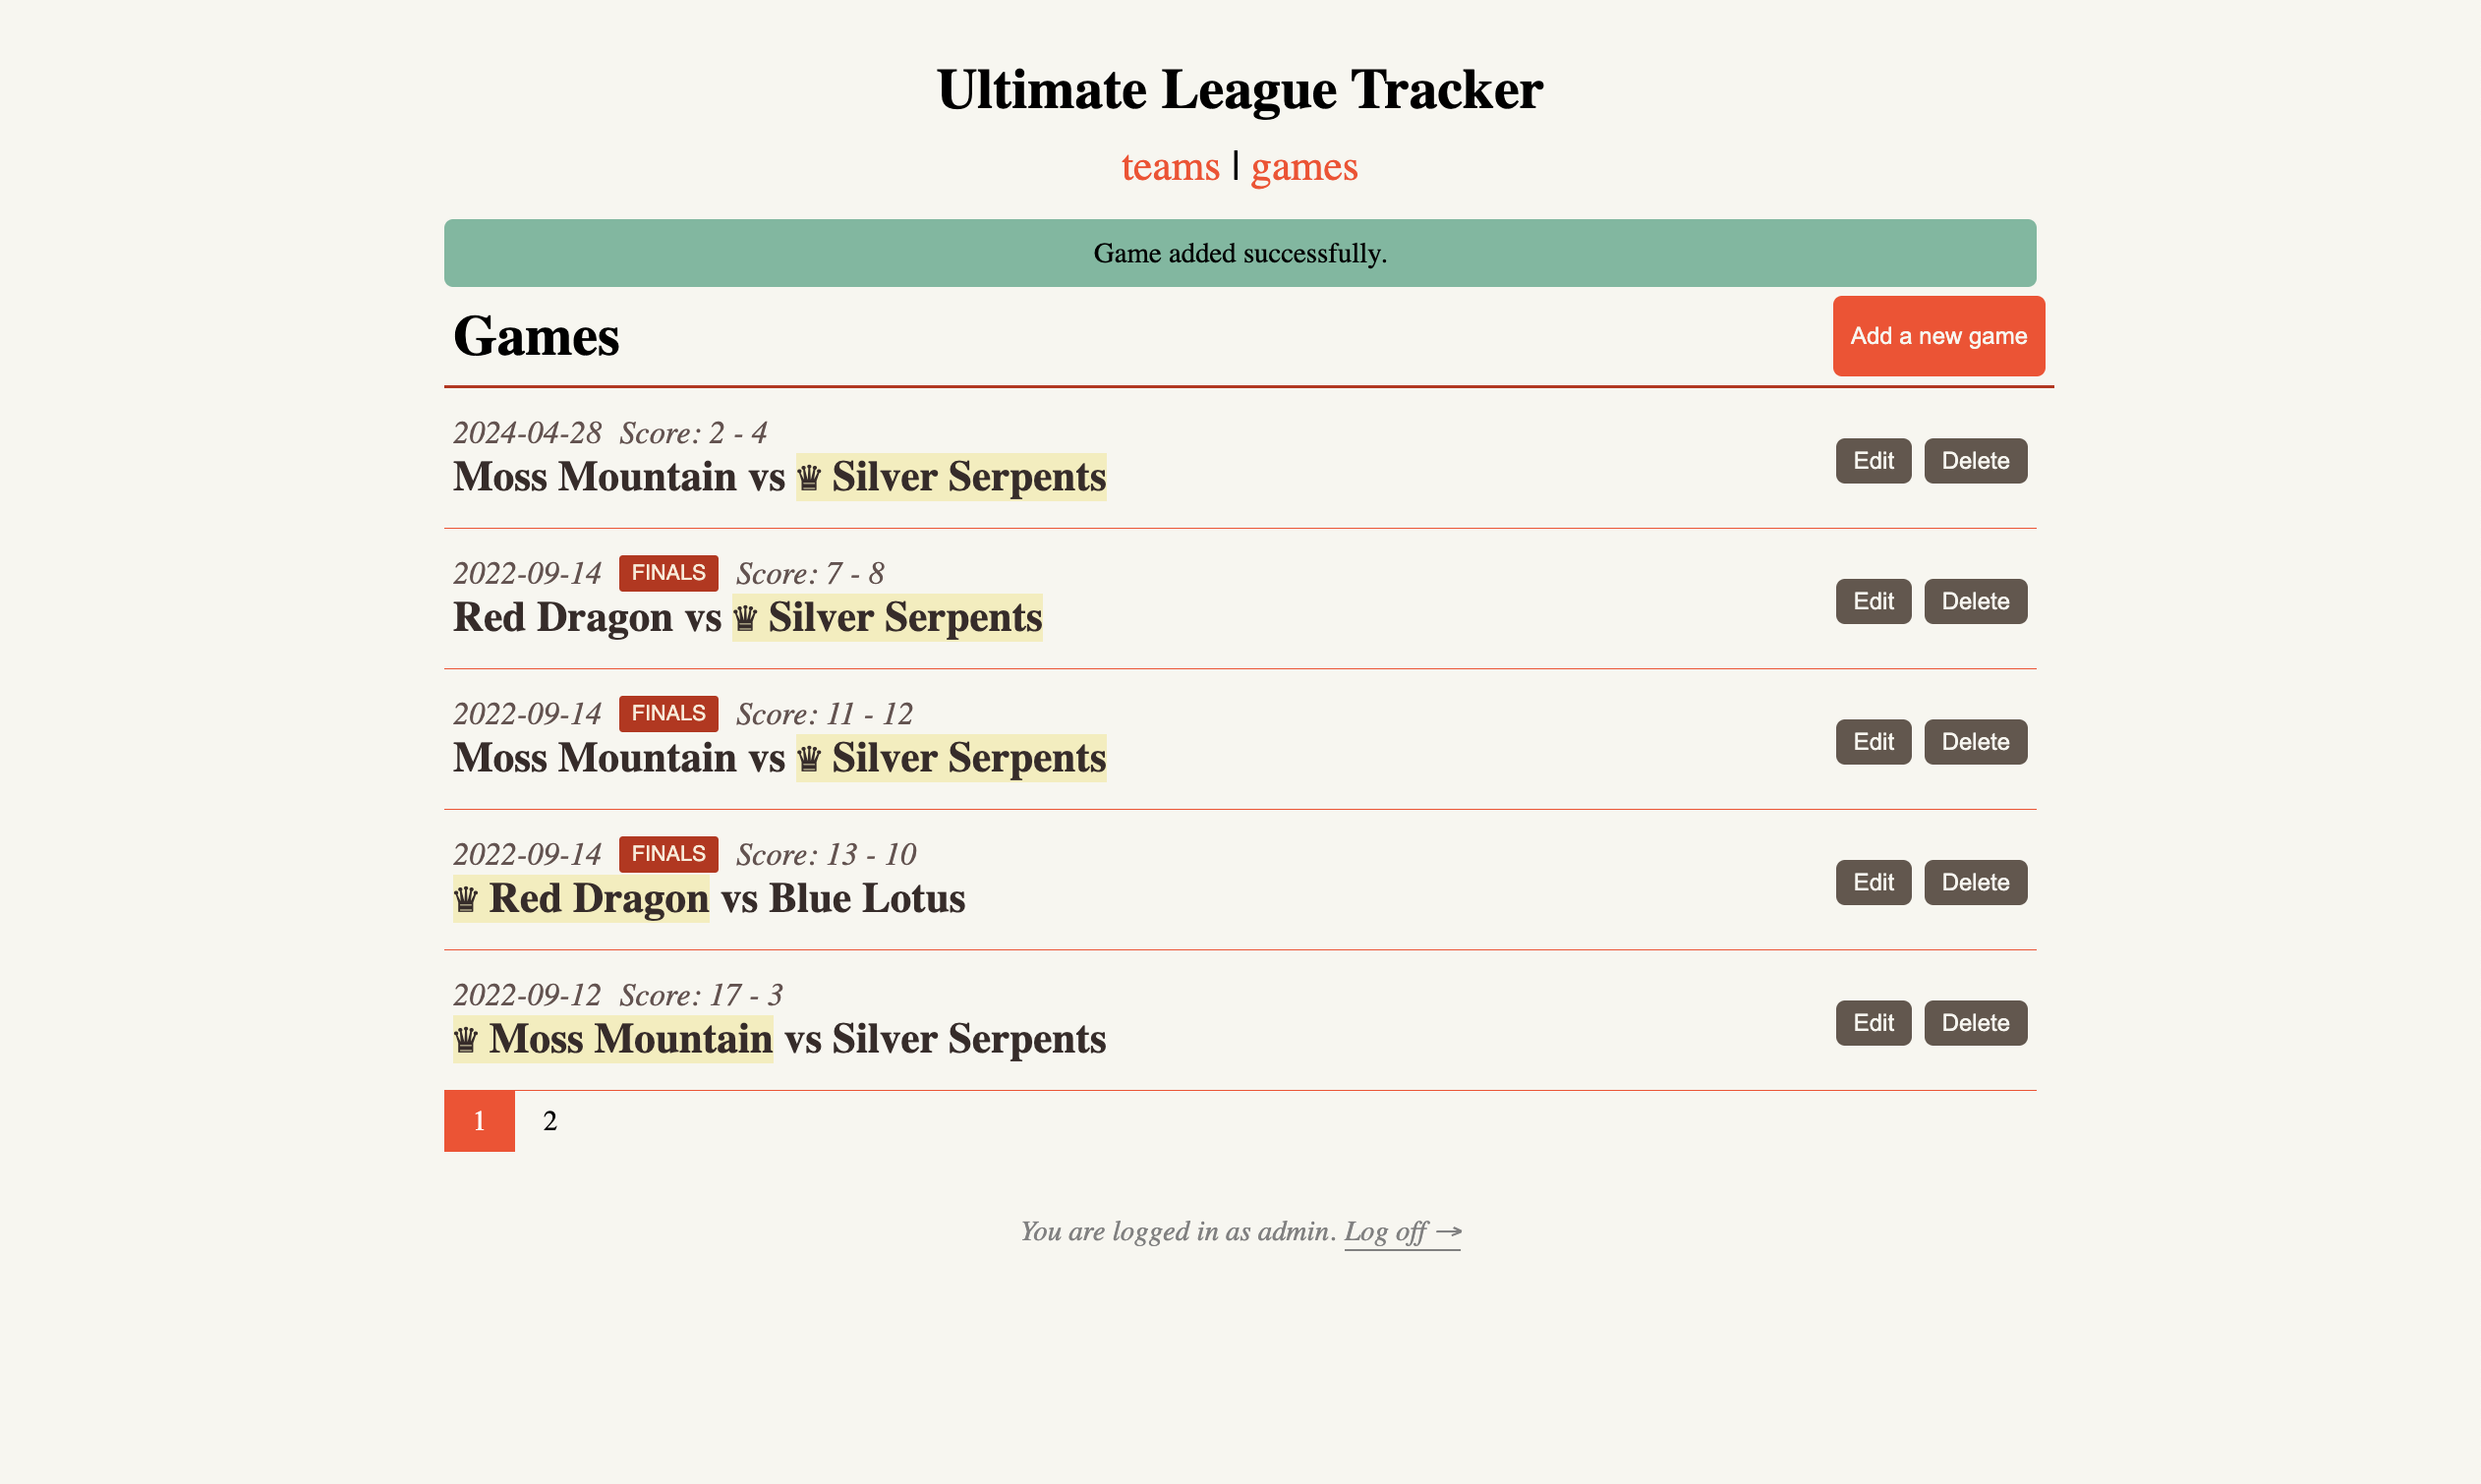 Ultimate League Tracker
teams | games
Game added successfully.
Games
Add a new game
2024-04-28 Score: 2 - 4
Moss Mountain vs ♛ Silver Serpents
Edit Delete
2022-09-14 FINALS Score: 7 - 8
Red Dragon vs ♛ Silver Serpents
Edit Delete
2022-09-14 FINALS Score: 11 - 12
Moss Mountain vs ♛ Silver Serpents
Edit Delete
2022-09-14 FINALS Score: 13 - 10
♛ Red Dragon vs Blue Lotus
Edit Delete
2022-09-12 Score: 17 - 3
♛ Moss Mountain vs Silver Serpents
Edit Delete
1 2
You are logged in as admin. Log off →